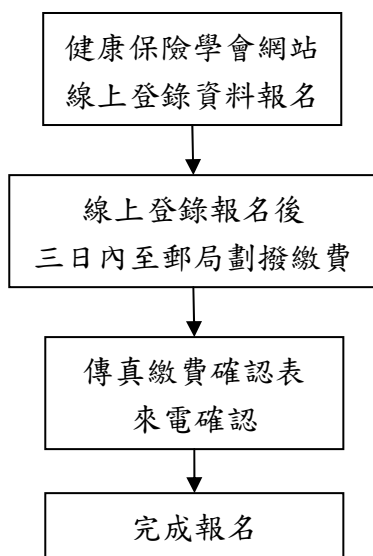 健康保險學會網站
線上登錄資料報名
線上登錄報名後
三日內至郵局劃撥繳費
傳真繳費確認表
來電確認
完成報名